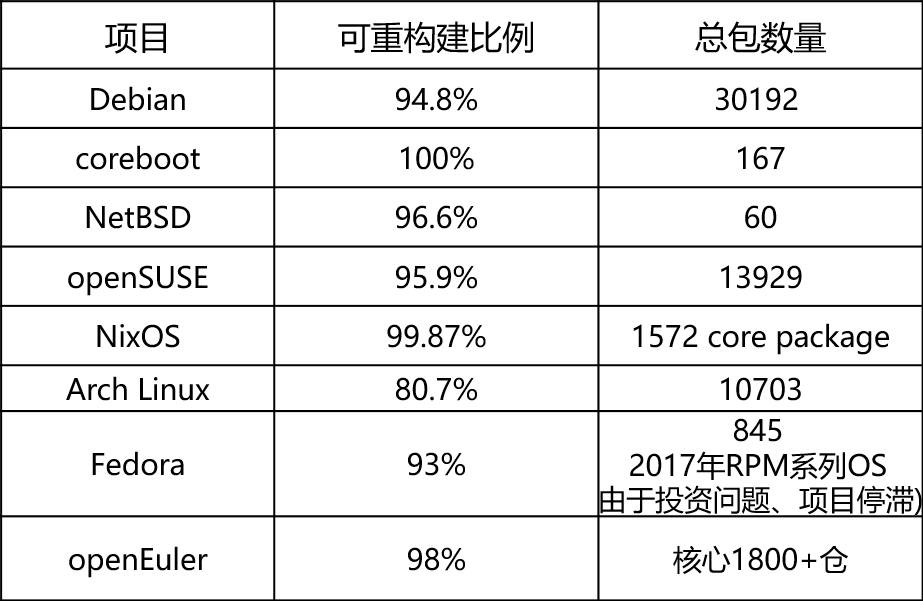 项目 可重构建比例 总包数量
Debian 94.8% 30192
coreboot 100% 167
NetBSD 96.6% 60
openSUSE 95.9% 13929
NixOS 99.87% 1572 core package
Arch Linux 80.7% 10703
Fedora 93% 845
2017年RPM系列OS
由于投资问题、项目停滞)
openEuler 98% 核心1800+仓